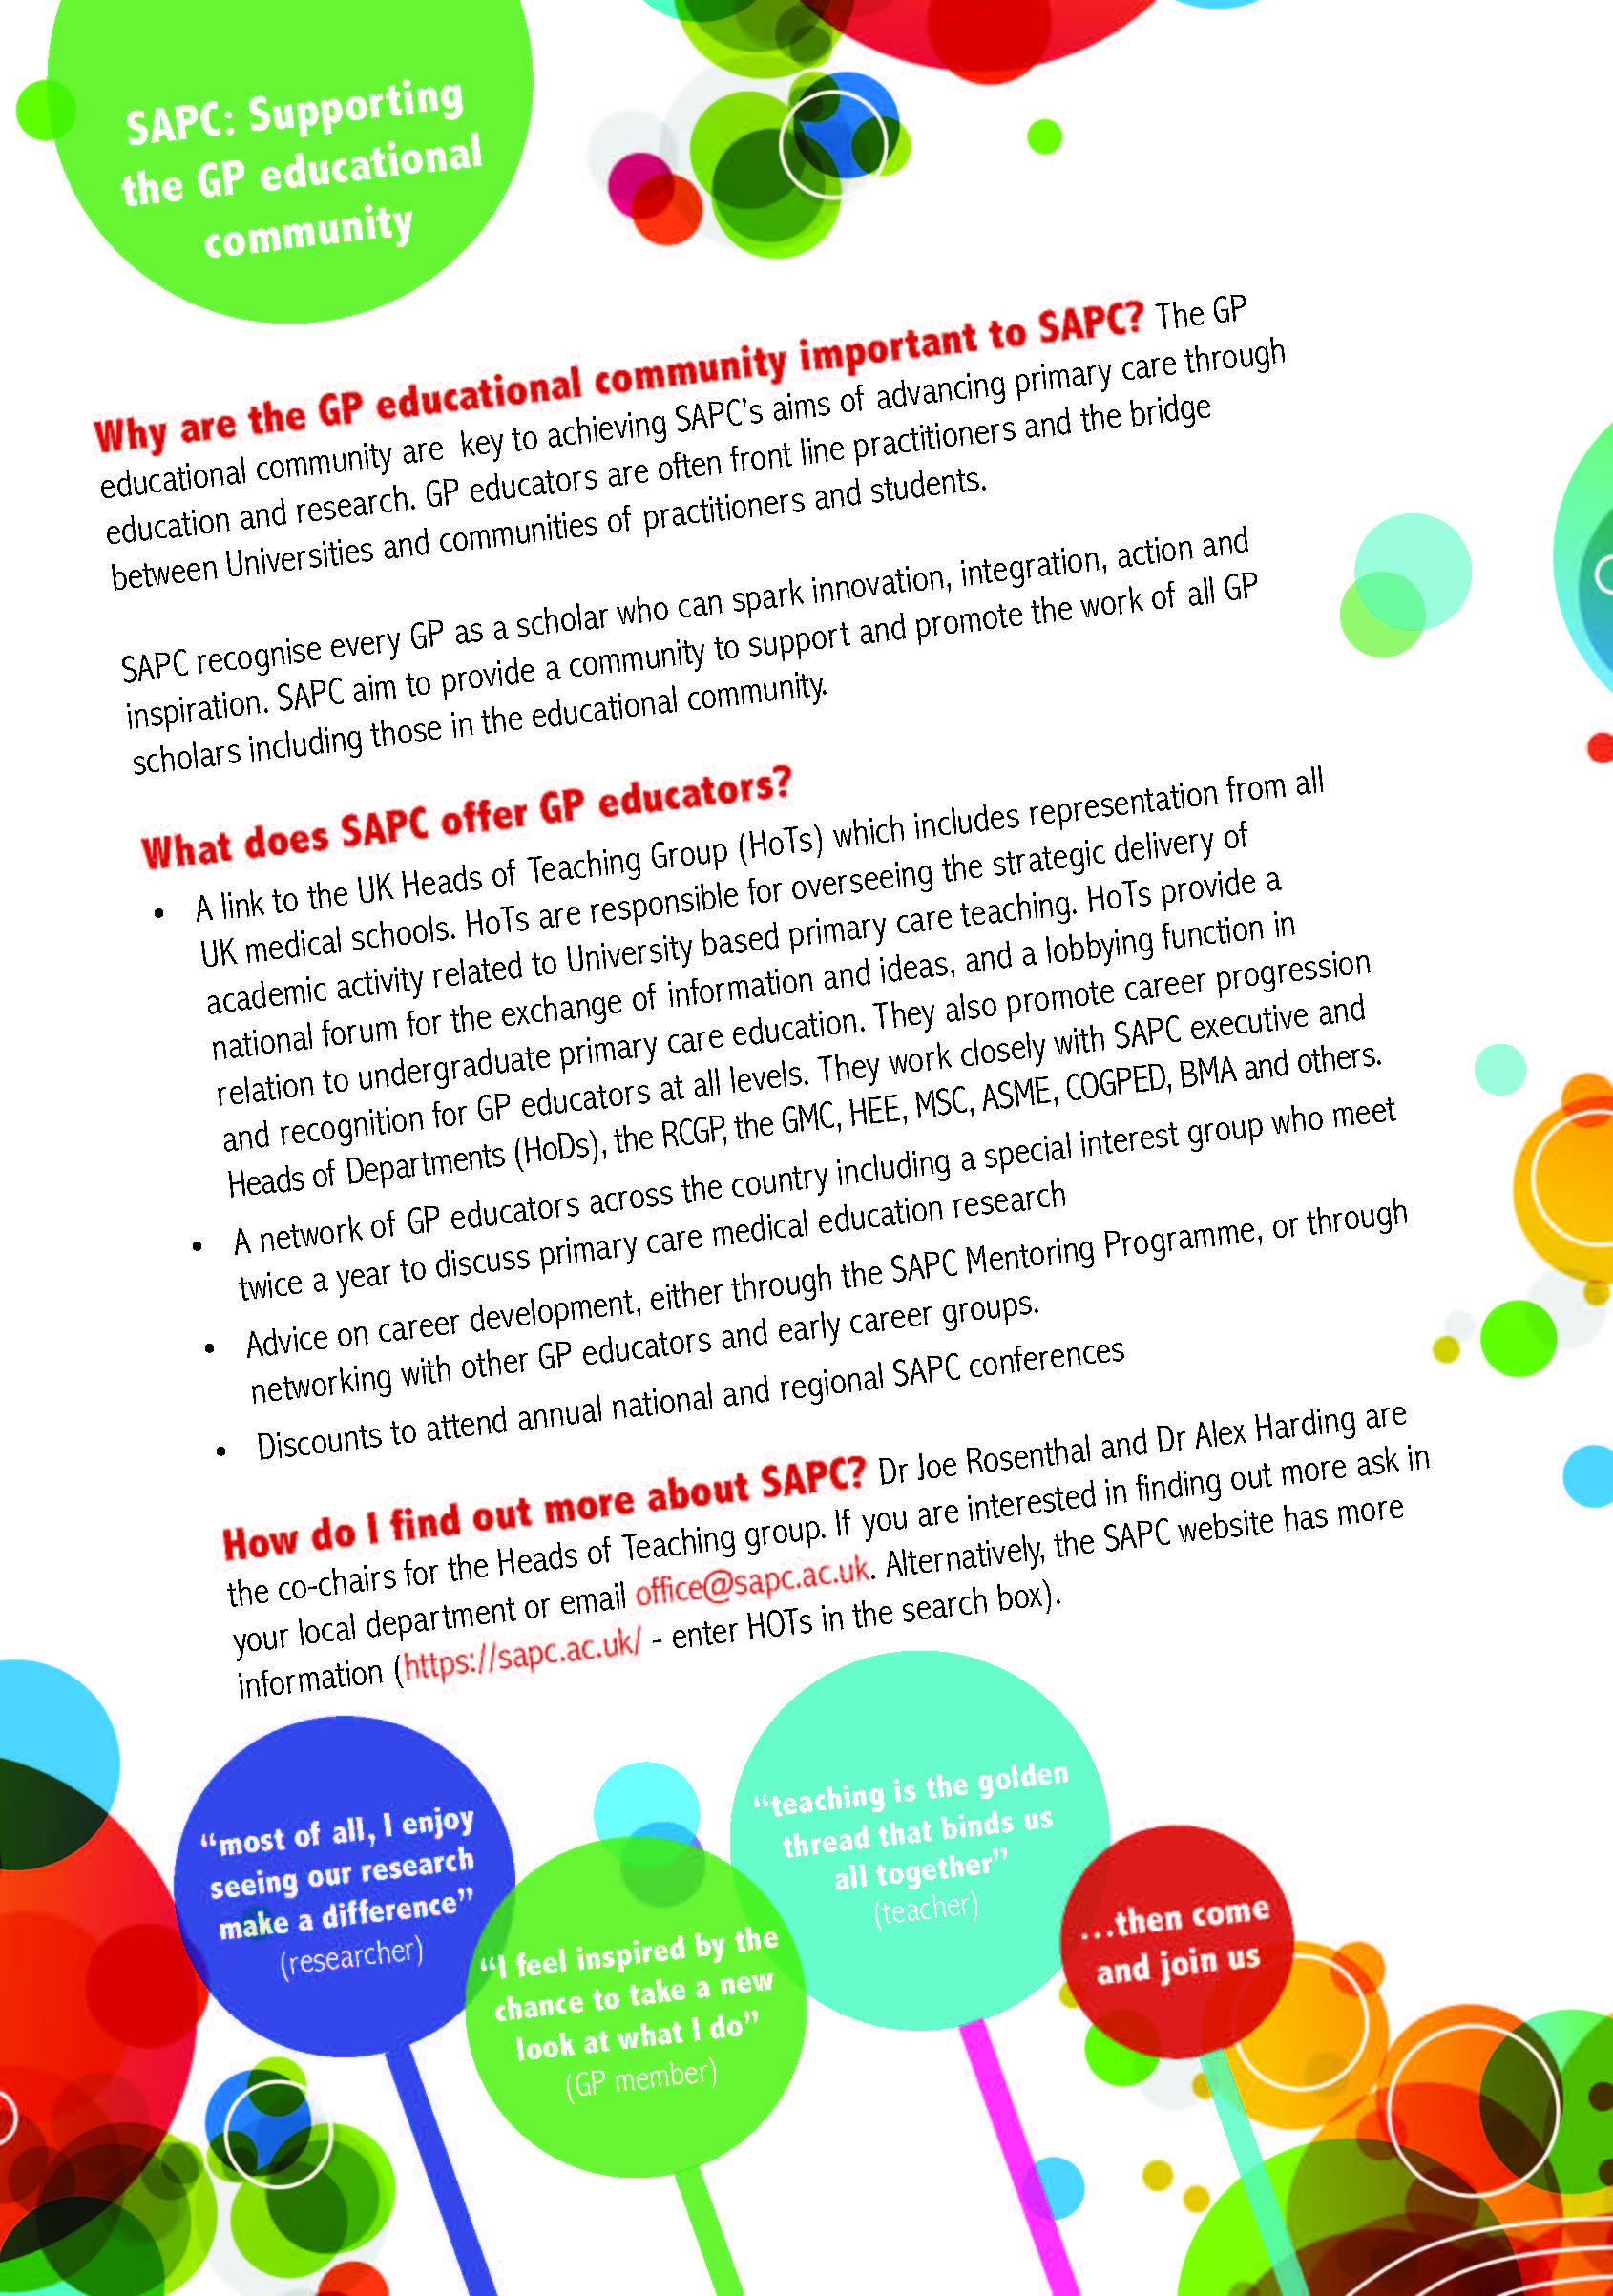 SAPC: Supporting
the GP educational
community
Why are the GP educational community important to SAPC? The GP
educational community are key to achieving SAPC's aims of advancing primary care through
education and research. GP educators are often front line practitioners and the bridge
between Universities and communities of practitioners and students.
SAPC recognise every GP as a scholar who can spark innovation, integration, action and
inspiration. SAPC aim to provide a community to support and promote the work of all GP
scholars including those in the educational community.
What does SAPC offer GP educators?
• A link to the UK Heads of Teaching Group (HoTs) which includes representation from all
UK medical schools. HoTs are responsible for overseeing the strategic delivery of
academic activity related to University based primary care teaching. HoTs provide a
national forum for the exchange of information and ideas, and a lobbying function in
relation to undergraduate primary care education. They also promote career progression
and recognition for GP educators at all levels. They work closely with SAPC executive and
Heads of Departments (HoDs), the RCGP, the GMC, HEE, MSC, ASME, COGPED, BMA and others.
• A network of GP educators across the country including a special interest group who meet
twice a year to discuss primary care medical education research
• Advice on career development, either through the SAPC Mentoring Programme, or through
networking with other GP educators and early career groups.
• Discounts to attend annual national and regional SAPC conferences
How do I find out more about SAPC? Dr Joe Rosenthal and Dr Alex Harding are
the co-chairs for the Heads of Teaching group. If you are interested in finding out more ask in
your local department or email office@sapc.ac.uk. Alternatively, the SAPC website has more
information (https://sapc.ac.uk/ - enter HOTs in the search box).
"most of all, I enjoy
seeing our research
make a difference"
(researcher)
"I feel inspired by the
chance to take a new
look at what I do"
(GP member)
"teaching is the golden
thread that binds us
all together"
(teacher)
...then come
and join us